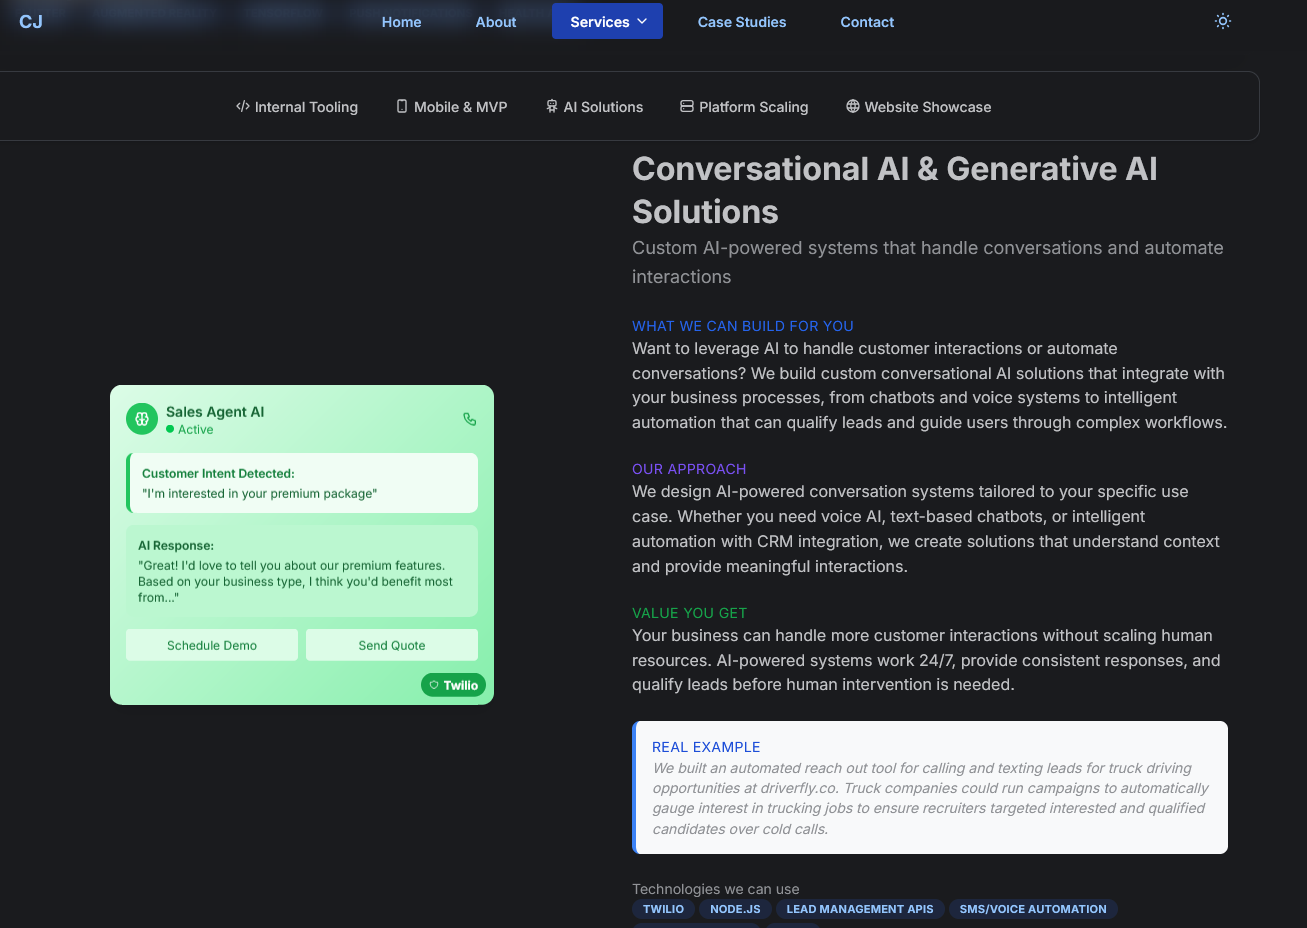 CJ
Home
About
Services
Case Studies
Contact
Internal Tooling
Mobile & MVP
AI Solutions
Platform Scaling
Website Showcase
Conversational AI & Generative AI
Solutions
Custom AI-powered systems that handle conversations and automate
interactions
WHAT WE CAN BUILD FOR YOU
Want to leverage AI to handle customer interactions or automate
conversations? We build custom conversational AI solutions that integrate with
your business processes, from chatbots and voice systems to intelligent
automation that can qualify leads and guide users through complex workflows.
OUR APPROACH
We design AI-powered conversation systems tailored to your specific use
case. Whether you need voice AI, text-based chatbots, or intelligent
automation with CRM integration, we create solutions that understand context
and provide meaningful interactions.
VALUE YOU GET
Your business can handle more customer interactions without scaling human
resources. AI-powered systems work 24/7, provide consistent responses, and
qualify leads before human intervention is needed.
REAL EXAMPLE
We built an automated reach out tool for calling and texting leads for truck driving
opportunities at driverfly.co. Truck companies could run campaigns to automatically
gauge interest in trucking jobs to ensure recruiters targeted interested and qualified
candidates over cold calls.
Technologies we can use
TWILIO
NODE.JS
LEAD MANAGEMENT APIS
SMS/VOICE AUTOMATION
Sales Agent AI
Active
Customer Intent Detected:
"I'm interested in your premium package"
AI Response:
"Great! I'd love to tell you about our premium features.
Based on your business type, I think you'd benefit most
from..."
Schedule Demo
Send Quote
Twilio